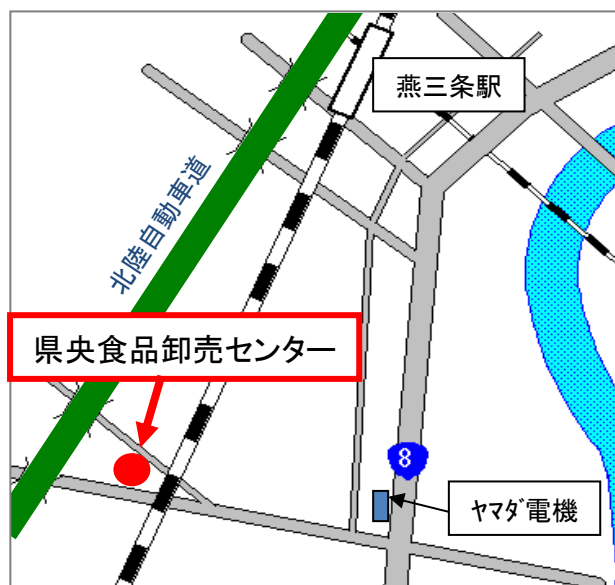 燕三条駅
北陸自動車道
県央食品卸売センター
8
ヤマダ電機